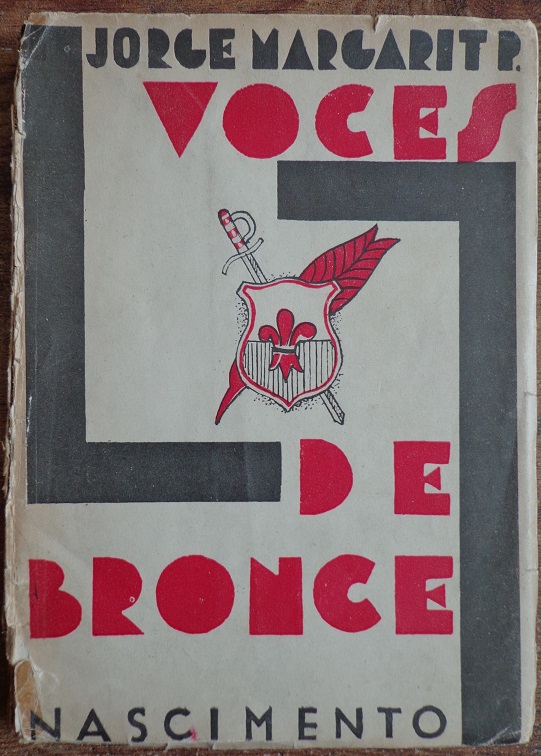 JORGE MARGARIT P.
VOCES
DE
BRONCE
NASCIMENTO